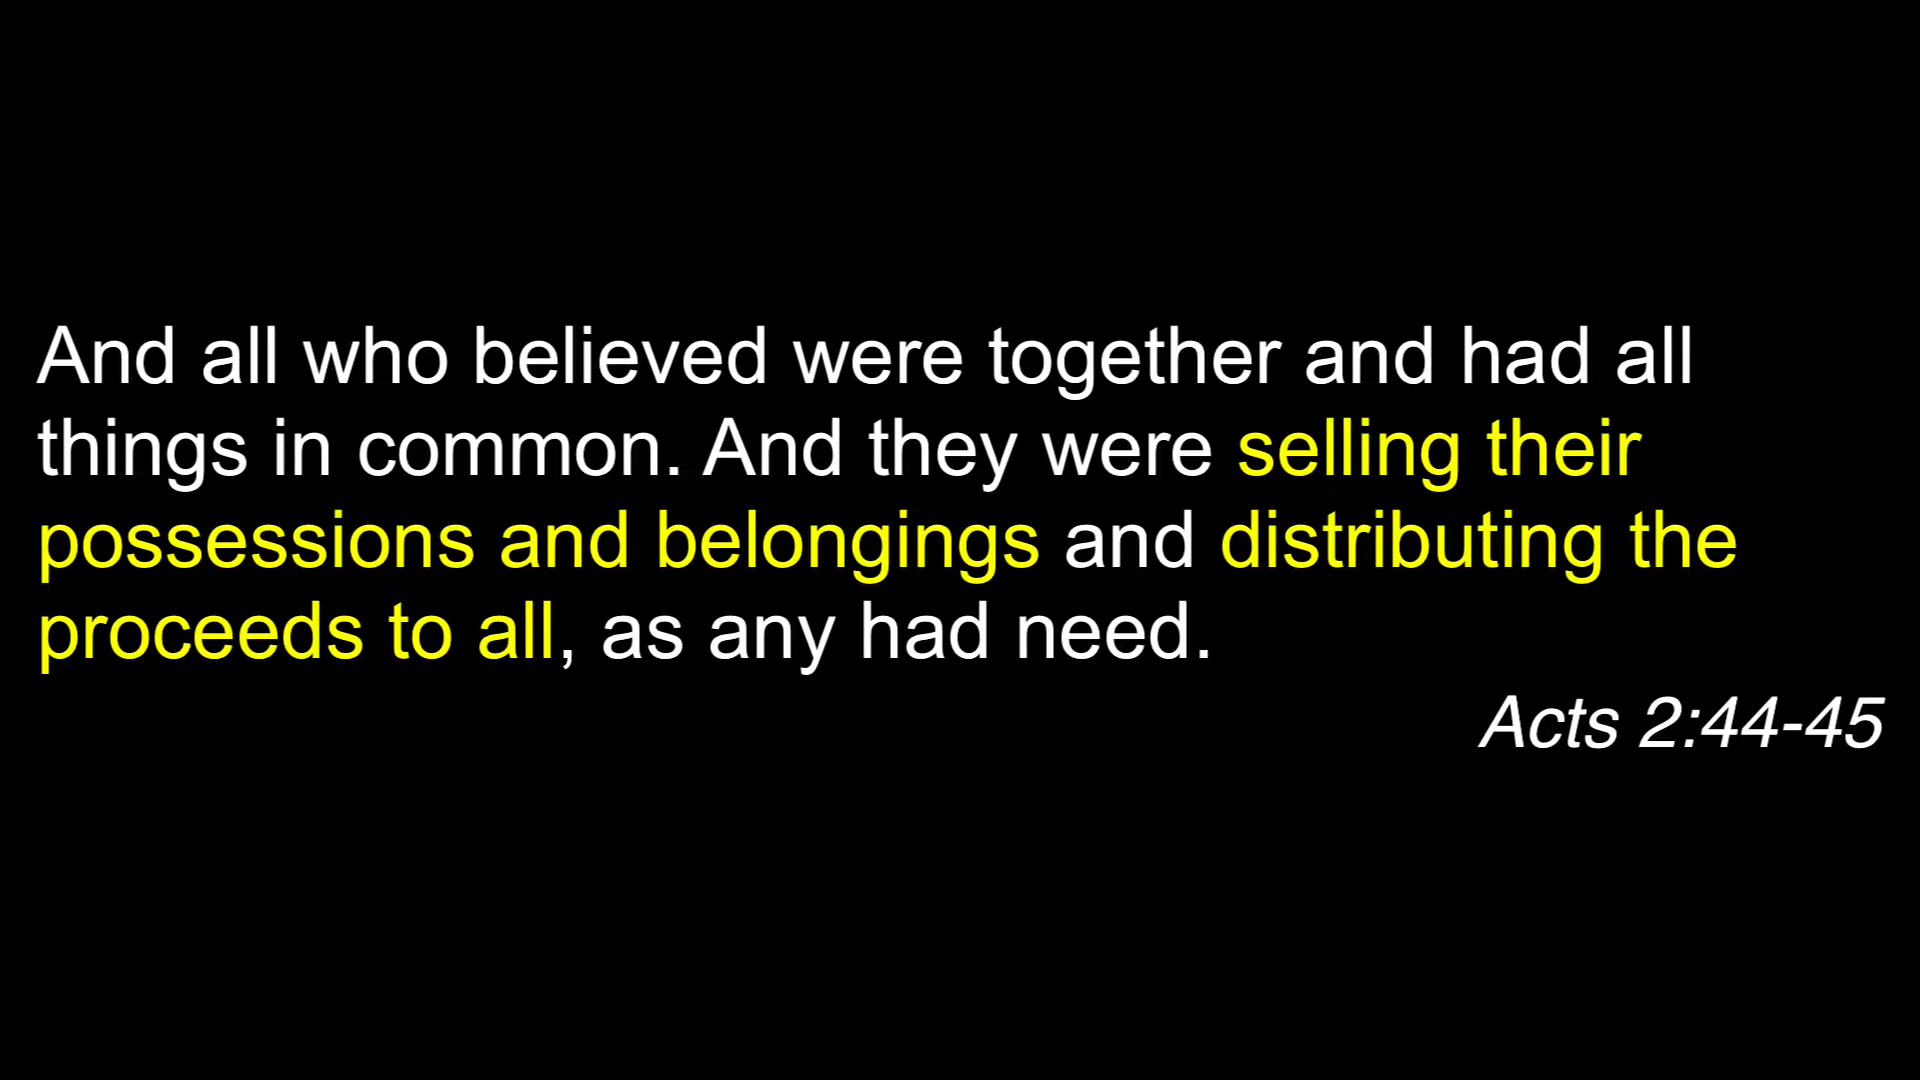 And all who believed were together and had all
things in common. And they were selling their
possessions and belongings and distributing the
proceeds to all, as any had need.
Acts 2:44-45